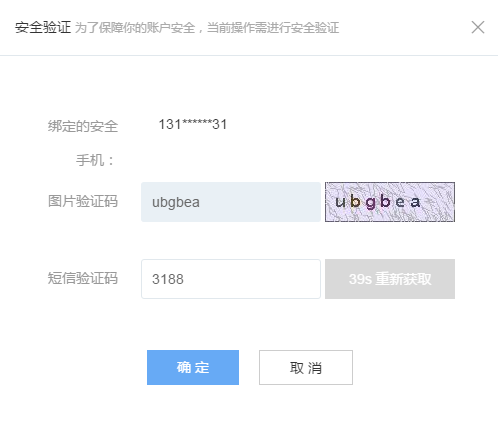 安全验证 为了保障你的账户安全，当前操作需进行安全验证
绑定的安全 131******31
手机：
图片验证码 ubgbea ubgbea
短信验证码 3188 39s 重新获取
确 定 取 消